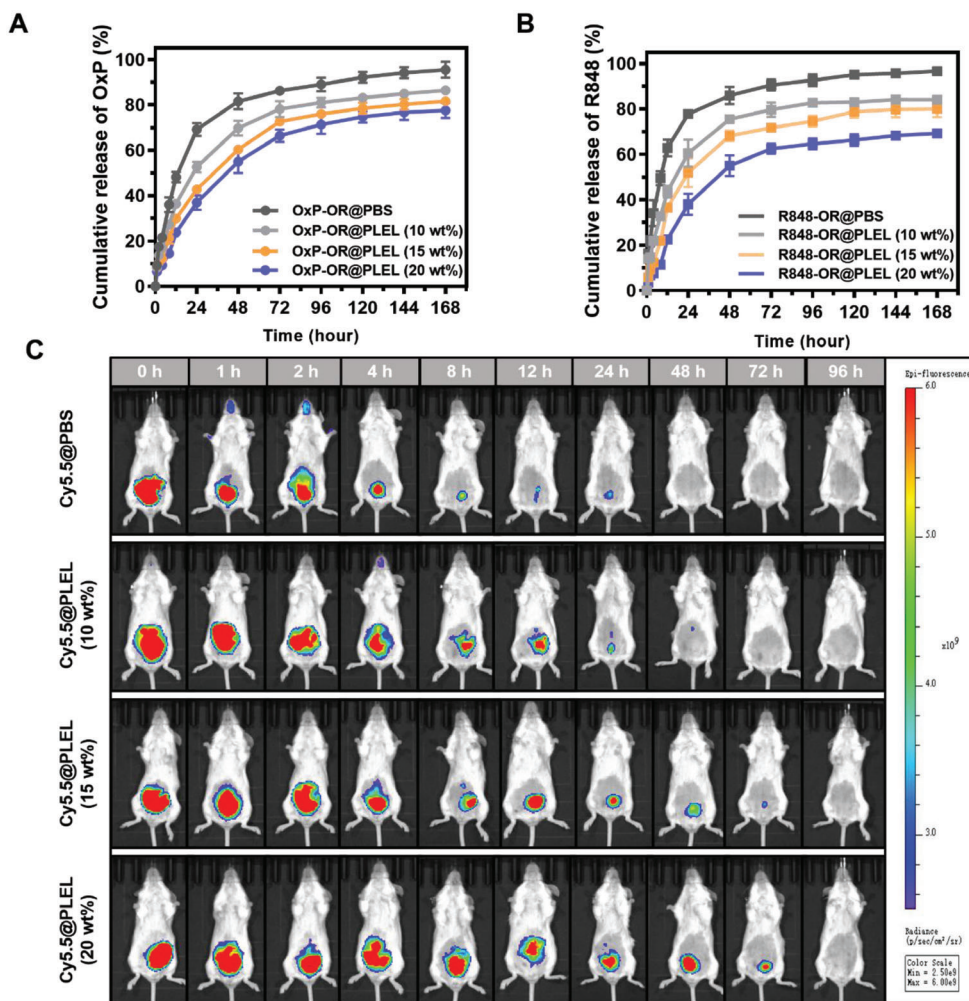 A
B
Cumulative release of OxP (%)
100
80
60
40
20
0
0 24 48 72 96 120 144 168
Time (hour)
OxP-OR@PBS
OxP-OR@PLEL (10 wt%)
OxP-OR@PLEL (15 wt%)
OxP-OR@PLEL (20 wt%)
Cumulative release of R848 (%)
100
80
60
40
20
0
0 24 48 72 96 120 144 168
Time (hour)
R848-OR@PBS
R848-OR@PLEL (10 wt%)
R848-OR@PLEL (15 wt%)
R848-OR@PLEL (20 wt%)
C
0 h 1 h 2 h 4 h 8 h 12 h 24 h 48 h 72 h 96 h
Cy5.5@PBS
Cy5.5@PLEL
(10 wt%)
Cy5.5@PLEL
(15 wt%)
Cy5.5@PLEL
(20 wt%)
Epi-fluorescence
6.0
5.0
x10⁹
4.0
3.0
Radiance
(p/sec/cm²/sr)
Color Scale
Min = 2.50e9
Max = 6.00e9